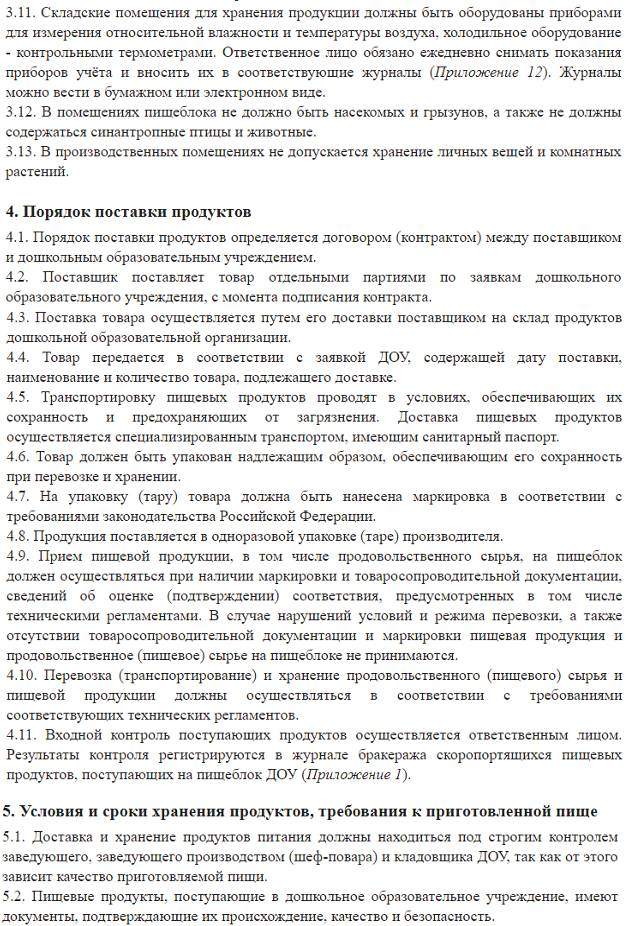 3.11. Складские помещения для хранения продукции должны быть оборудованы приборами
для измерения относительной влажности и температуры воздуха, холодильное оборудование
- контрольными термометрами. Ответственное лицо обязано ежедневно снимать показания
приборов учёта и вносить их в соответствующие журналы (Приложение 12). Журналы
можно вести в бумажном или электронном виде.
3.12. В помещениях пищеблока не должно быть насекомых и грызунов, а также не должны
содержаться синантропные птицы и животные.
3.13. В производственных помещениях не допускается хранение личных вещей и комнатных
растений.
4. Порядок поставки продуктов
4.1. Порядок поставки продуктов определяется договором (контрактом) между поставщиком
и дошкольным образовательным учреждением.
4.2. Поставщик поставляет товар отдельными партиями по заявкам дошкольного
образовательного учреждения, с момента подписания контракта.
4.3. Поставка товара осуществляется путем его доставки поставщиком на склад продуктов
дошкольной образовательной организации.
4.4. Товар передается в соответствии с заявкой ДОУ, содержащей дату поставки,
наименование и количество товара, подлежащего доставке.
4.5. Транспортировку пищевых продуктов проводят в условиях, обеспечивающих их
сохранность и предохраняющих от загрязнения. Доставка пищевых продуктов
осуществляется специализированным транспортом, имеющим санитарный паспорт.
4.6. Товар должен быть упакован надлежащим образом, обеспечивающим его сохранность
при перевозке и хранении.
4.7. На упаковку (тару) товара должна быть нанесена маркировка в соответствии с
требованиями законодательства Российской Федерации.
4.8. Продукция поставляется в одноразовой упаковке (таре) производителя.
4.9. Прием пищевой продукции, в том числе продовольственного сырья, на пищеблок
должен осуществляться при наличии маркировки и товаросопроводительной документации,
сведений об оценке (подтверждении) соответствия, предусмотренных в том числе
техническими регламентами. В случае нарушений условий и режима перевозки, а также
отсутствии товаросопроводительной документации и маркировки пищевая продукция и
продовольственное (пищевое) сырье на пищеблоке не принимаются.
4.10. Перевозка (транспортирование) и хранение продовольственного (пищевого) сырья и
пищевой продукции должны осуществляться в соответствии с требованиями
соответствующих технических регламентов.
4.11. Входной контроль поступающих продуктов осуществляется ответственным лицом.
Результаты контроля регистрируются в журнале бракеража скоропортящихся пищевых
продуктов, поступающих на пищеблок ДОУ (Приложение 1).
5. Условия и сроки хранения продуктов, требования к приготовленной пище
5.1. Доставка и хранение продуктов питания должны находиться под строгим контролем
заведующего, заведующего производством (шеф-повара) и кладовщика ДОУ, так как от этого
зависит качество приготовляемой пищи.
5.2. Пищевые продукты, поступающие в дошкольное образовательное учреждение, имеют
документы, подтверждающие их происхождение, качество и безопасность.